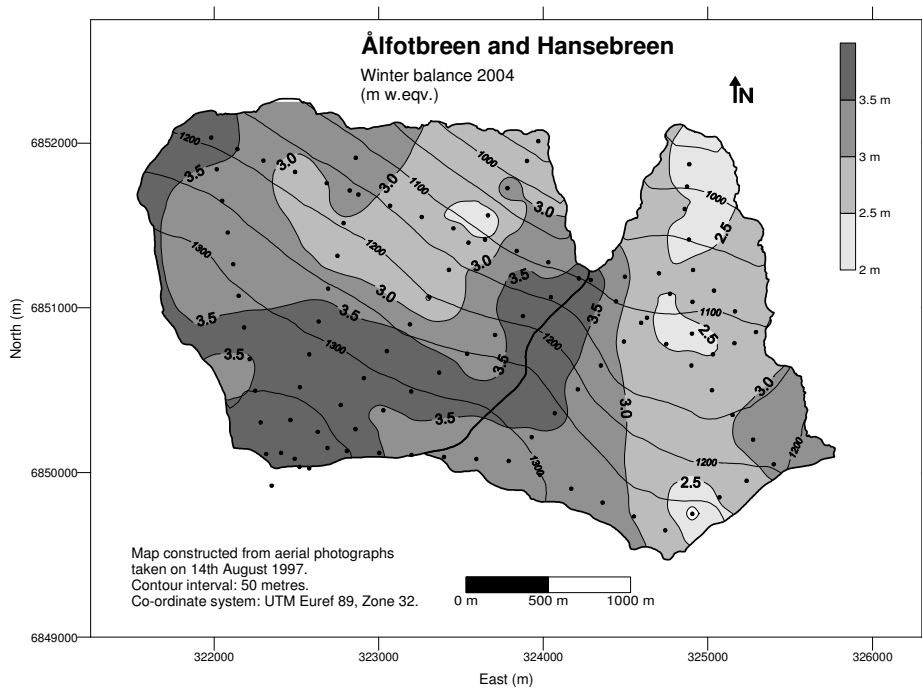 Ålfotbreen and Hansebreen
Winter balance 2004
(m w.eqv.)
N
3.5 m
3 m
2.5 m
2 m
6852000
6851000
6850000
6849000
North (m)
1200
3.0
3.5
3.0
1100
1000
3.0
1000
2.5
1300
1200
3.0
3.0
3.5
3.5
3.5
3.5
1100
2.5
3.5
1300
1200
3.5
3.0
3.0
3.5
1300
1200
2.5
1200
Map constructed from aerial photographs
taken on 14th August 1997.
Contour interval: 50 metres.
Co-ordinate system: UTM Euref 89, Zone 32.
0 m
500 m
1000 m
322000
323000
324000
325000
326000
East (m)